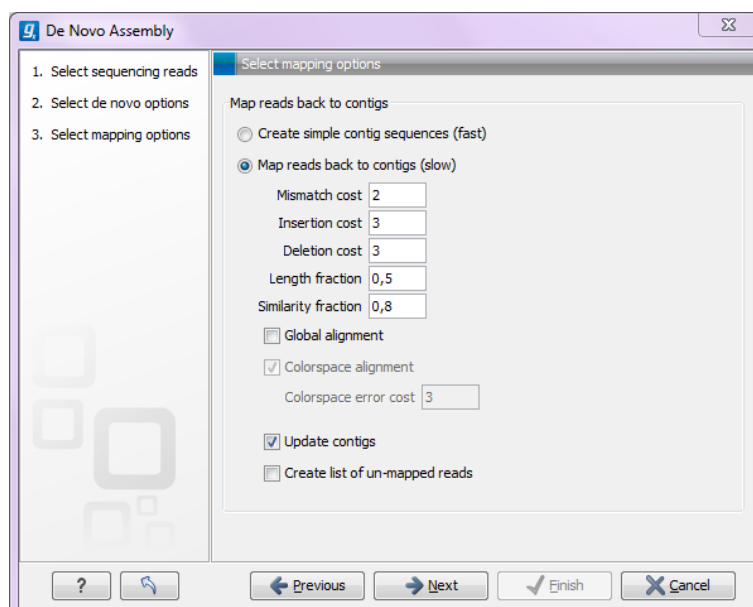 De Novo Assembly
1. Select sequencing reads
2. Select de novo options
3. Select mapping options
Select mapping options
Map reads back to contigs
Create simple contig sequences (fast)
Map reads back to contigs (slow)
Mismatch cost 2
Insertion cost 3
Deletion cost 3
Length fraction 0,5
Similarity fraction 0,8
Global alignment
Colorspace alignment
Colorspace error cost 3
Update contigs
Create list of un-mapped reads
? Previous Next Finish Cancel